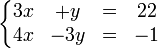 3x +y = 22
4x −3y = −1